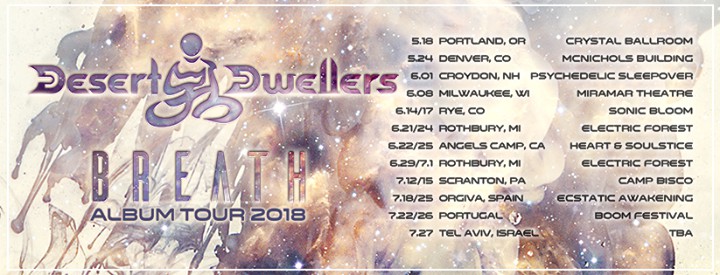 Desert Dwellers
BREATH
ALBUM TOUR 2018
5.18 PORTLAND, OR CRYSTAL BALLROOM
5.24 DENVER, CO MCNICHOLS BUILDING
6.01 CROYDON, NH PSYCHEDELIC SLEEPOVER
6.08 MILWAUKEE, WI MIRAMAR THEATRE
6.14/17 RYE, CO SONIC BLOOM
6.21/24 ROTHBURY, MI ELECTRIC FOREST
6.22/25 ANGELS CAMP, CA HEART & SOULSTICE
6.29/7.1 ROTHBURY, MI ELECTRIC FOREST
7.12/15 SCRANTON, PA CAMP BISCO
7.18/25 ORGIVA, SPAIN ECSTATIC AWAKENING
7.22/26 PORTUGAL BOOM FESTIVAL
7.27 TEL AVIV, ISRAEL TBA